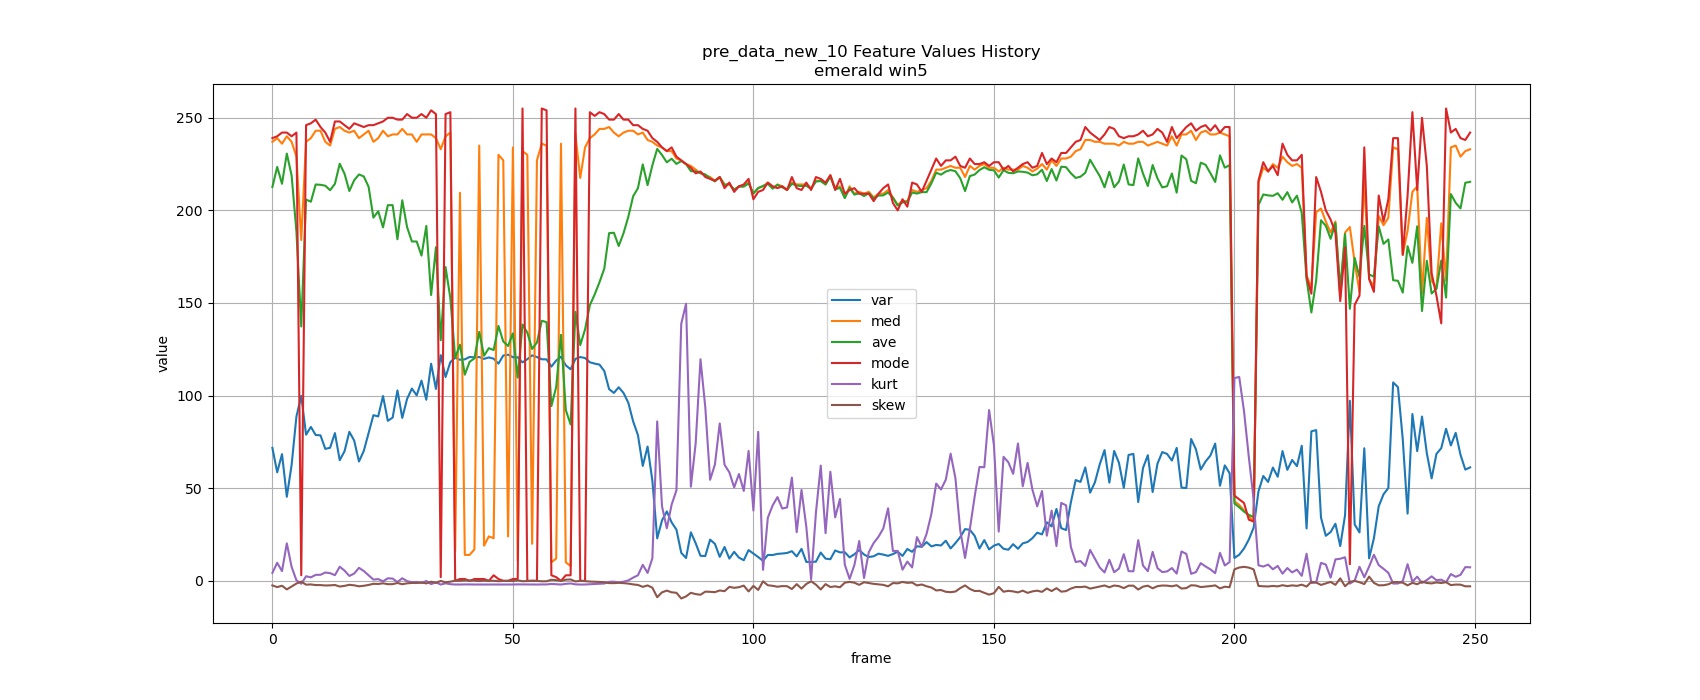 pre_data_new_10 Feature Values History
emerald win5
250
200
150
100
50
0
value
var
med
ave
mode
kurt
skew
0
50
100
150
200
250
frame